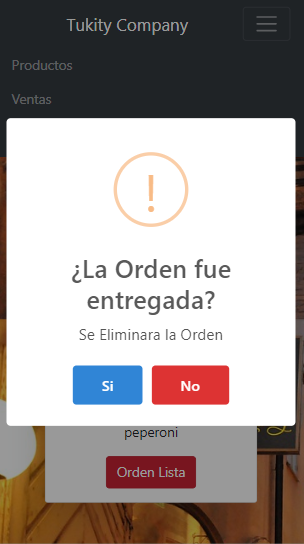 Tukity Company
Productos
Ventas
!
¿La Orden fue
entregada?
Se Eliminara la Orden
Si No
peperoni
Orden Lista